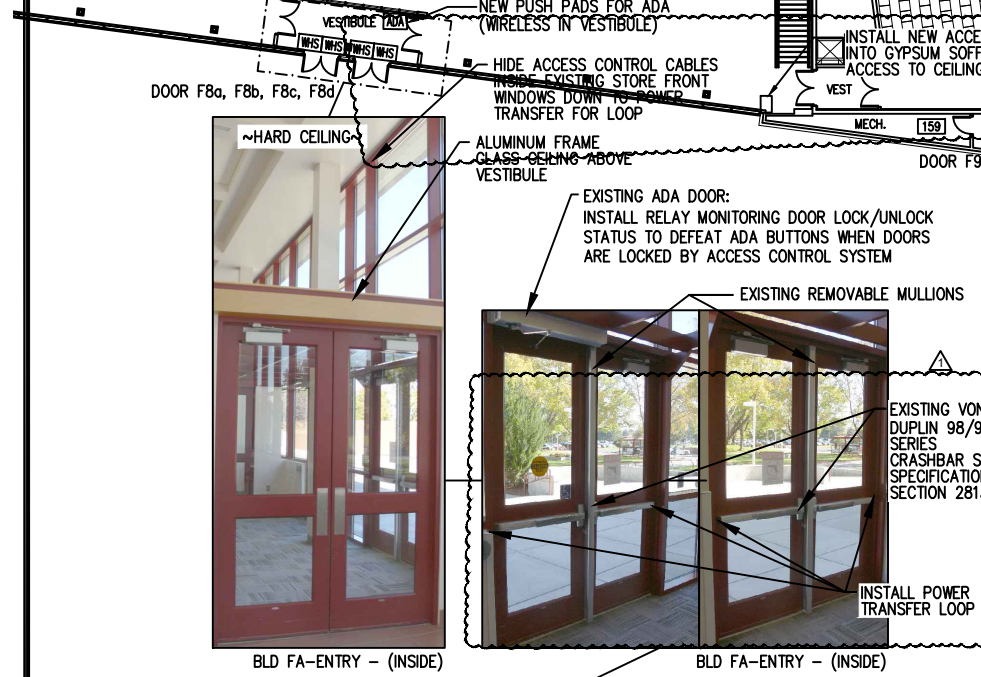 NEW PUSH PADS FOR ADA
(WIRELESS IN VESTIBULE)
VESTIBULE ADA
WHS WHS WHS WHS
DOOR F8a, F8b, F8c, F8d
HIDE ACCESS CONTROL CABLES
INSIDE EXISTING STORE FRONT
WINDOWS DOWN TO POWER
TRANSFER FOR LOOP
INSTALL NEW ACCE
INTO GYPSUM SOFF
ACCESS TO CEILING
VEST
MECH. 159
DOOR F9
~HARD CEILING~
ALUMINUM FRAME
GLASS CEILING ABOVE
VESTIBULE
EXISTING ADA DOOR:
INSTALL RELAY MONITORING DOOR LOCK/UNLOCK
STATUS TO DEFEAT ADA BUTTONS WHEN DOORS
ARE LOCKED BY ACCESS CONTROL SYSTEM
EXISTING REMOVABLE MULLIONS
1
EXISTING VON
DUPLIN 98/9
SERIES
CRASHBAR S
SPECIFICATION
SECTION 281
INSTALL POWER
TRANSFER LOOP
BLD FA-ENTRY - (INSIDE)
BLD FA-ENTRY - (INSIDE)